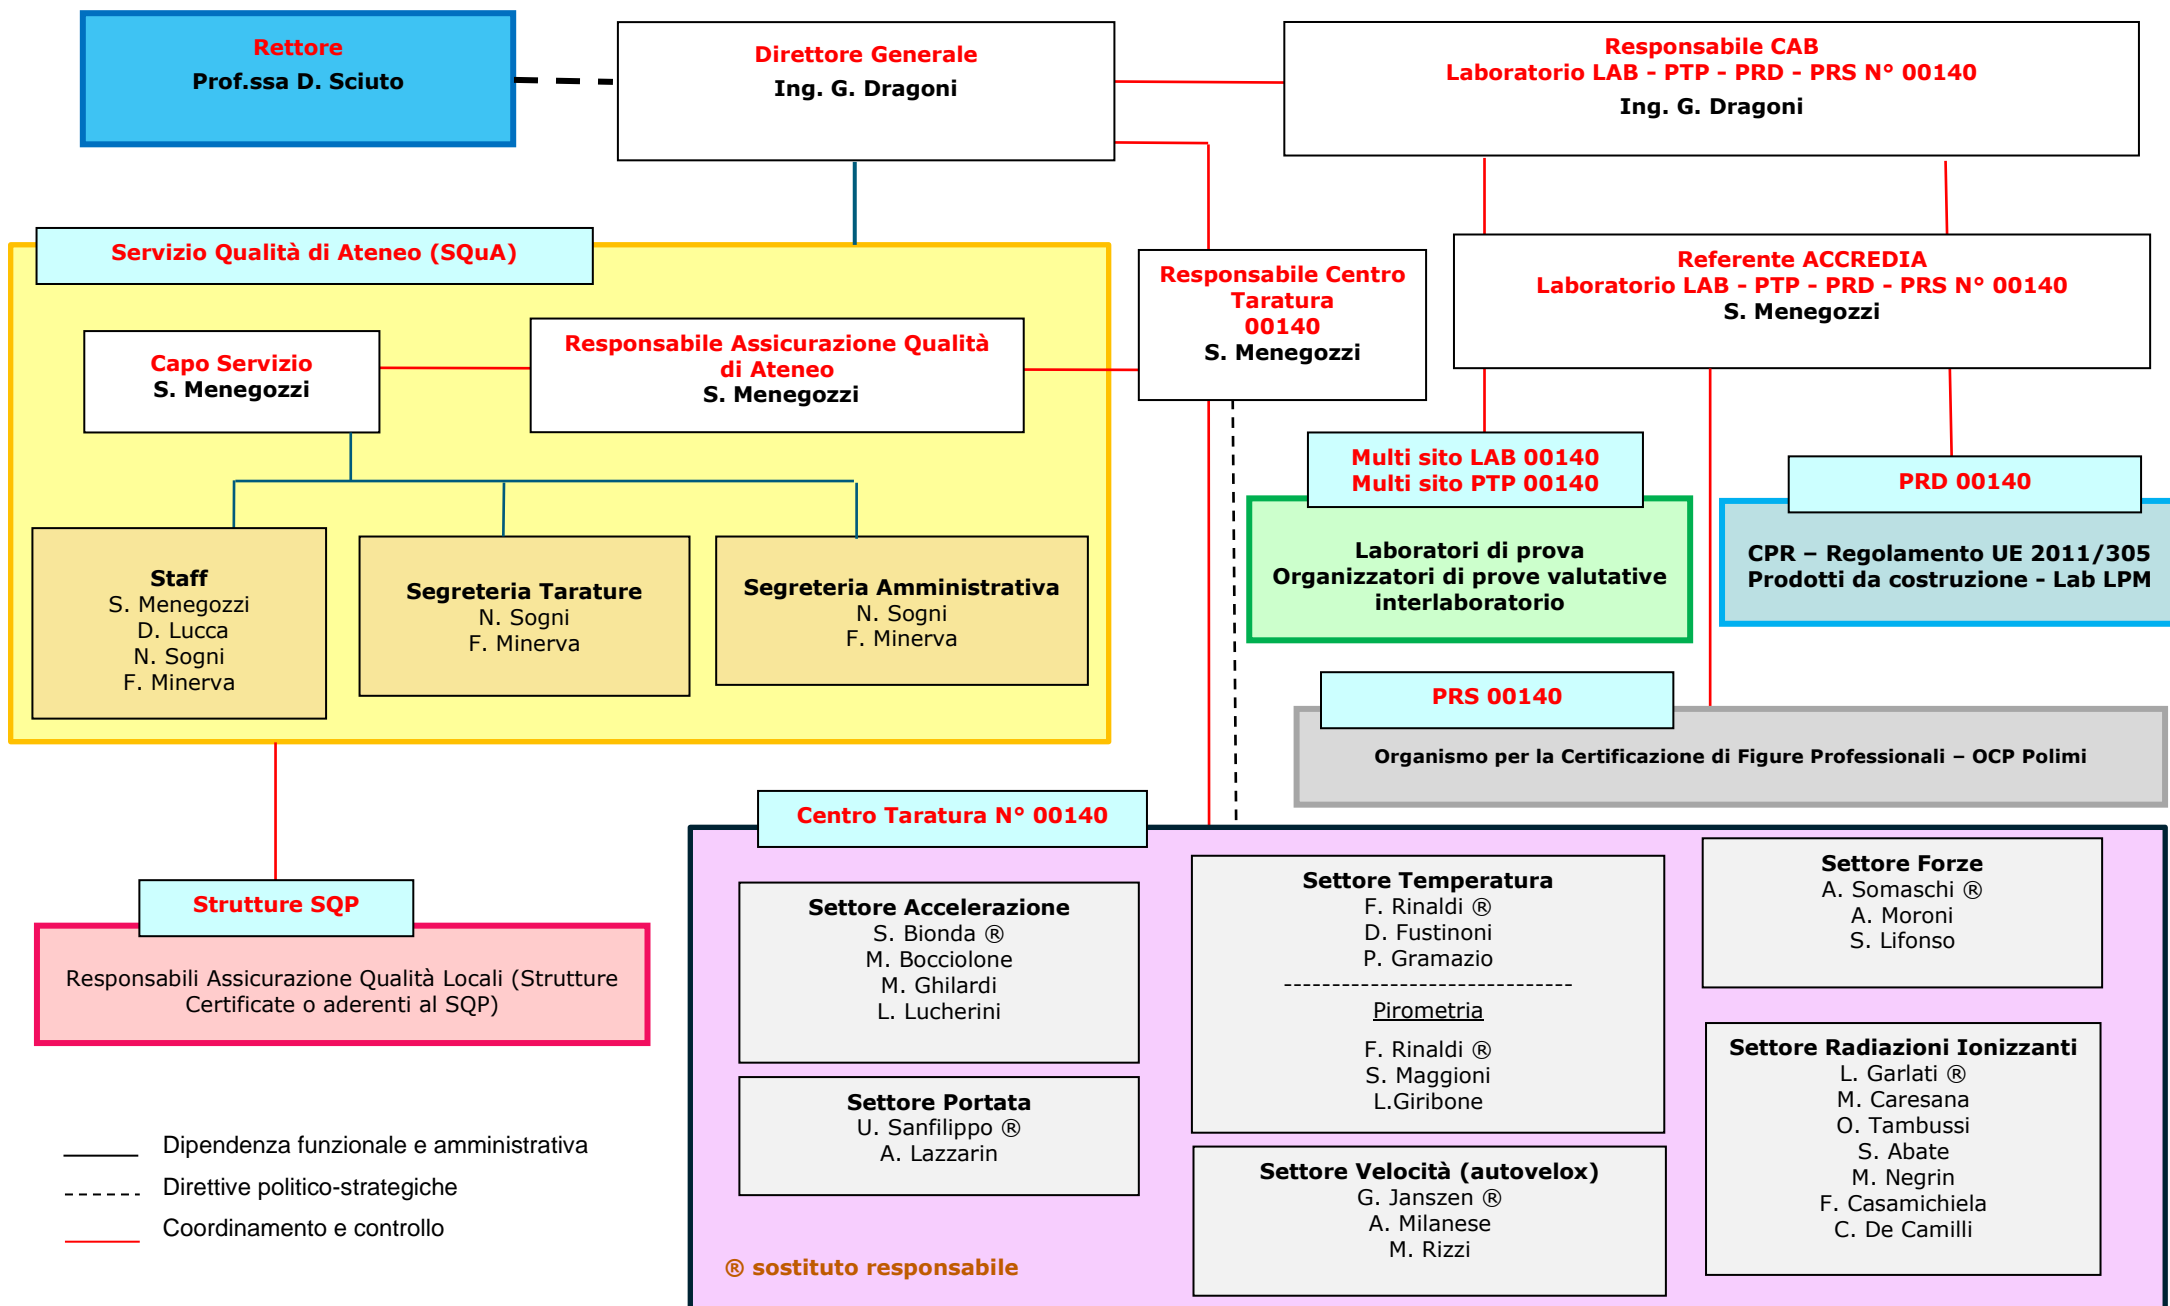 Rettore
Prof.ssa D. Sciuto
Direttore Generale
Ing. G. Dragoni
Responsabile CAB
Laboratorio LAB - PTP - PRD - PRS N° 00140
Ing. G. Dragoni
Servizio Qualità di Ateneo (SQuA)
Capo Servizio
S. Menegozzi
Responsabile Assicurazione Qualità
di Ateneo
S. Menegozzi
Responsabile Centro
Taratura
00140
S. Menegozzi
Referente ACCREDIA
Laboratorio LAB - PTP - PRD - PRS N° 00140
S. Menegozzi
Staff
S. Menegozzi
D. Lucca
N. Sogni
F. Minerva
Segreteria Tarature
N. Sogni
F. Minerva
Segreteria Amministrativa
N. Sogni
F. Minerva
Multi sito LAB 00140
Multi sito PTP 00140
Laboratori di prova
Organizzatori di prove valutative
interlaboratorio
PRD 00140
CPR – Regolamento UE 2011/305
Prodotti da costruzione - Lab LPM
PRS 00140
Organismo per la Certificazione di Figure Professionali – OCP Polimi
Strutture SQP
Responsabili Assicurazione Qualità Locali (Strutture
Certificate o aderenti al SQP)
Centro Taratura N° 00140
Settore Accelerazione
S. Bionda ®
M. Bocciolone
M. Ghilardi
L. Lucherini
Settore Portata
U. Sanfilippo ®
A. Lazzarin
Settore Temperatura
F. Rinaldi ®
D. Fustinoni
P. Gramazio
------------------------------
Pirometria
F. Rinaldi ®
S. Maggioni
L.Giribone
Settore Velocità (autovelox)
G. Janszen ®
A. Milanese
M. Rizzi
Settore Forze
A. Somaschi ®
A. Moroni
S. Lifonso
Settore Radiazioni Ionizzanti
L. Garlati ®
M. Caresana
O. Tambussi
S. Abate
M. Negrin
F. Casamichiela
C. De Camilli
® sostituto responsabile
Dipendenza funzionale e amministrativa
Direttive politico-strategiche
Coordinamento e controllo